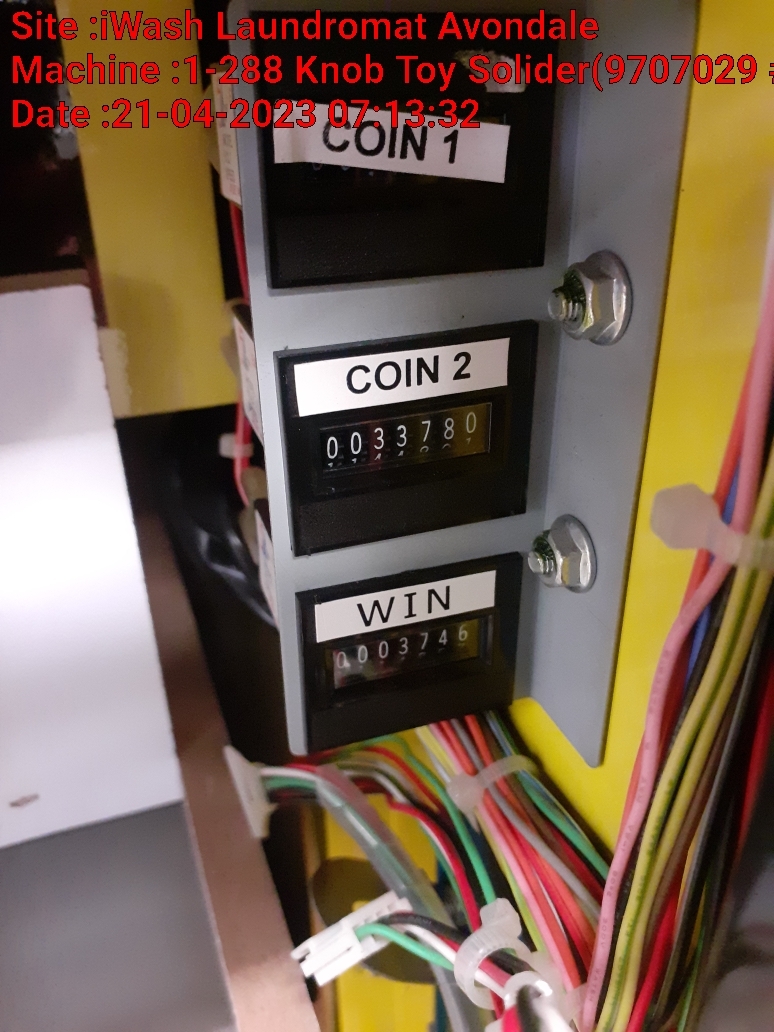 Site :iWash Laundromat Avondale
Machine :1-288 Knob Toy Solider(9707029 #
Date :21-04-2023 07:13:32
COIN 1
COIN 2
0033780
WIN
0003746